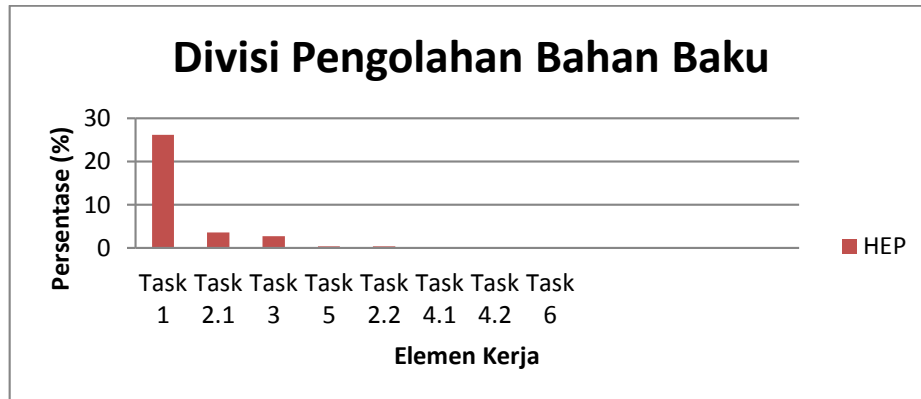 Divisi Pengolahan Bahan Baku
Persentase (%)
30
20
10
0
Task Task Task Task Task Task Task Task
1 2.1 3 5 2.2 4.1 4.2 6
Elemen Kerja
HEP